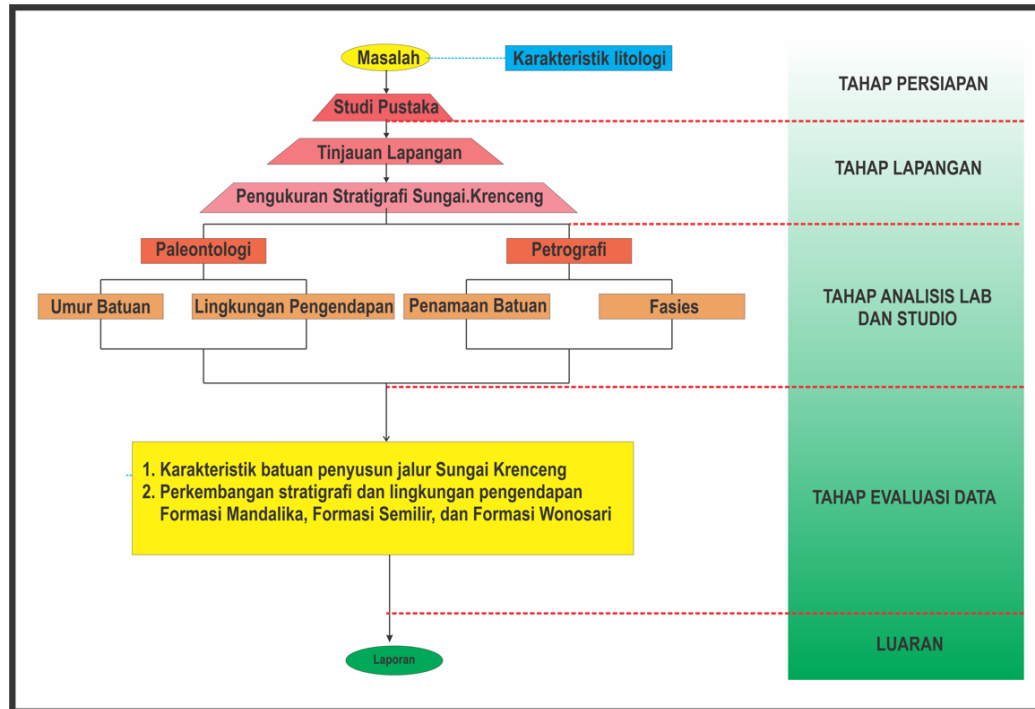 Masalah
Karakteristik litologi
TAHAP PERSIAPAN
Studi Pustaka
Tinjauan Lapangan
TAHAP LAPANGAN
Pengukuran Stratigrafi Sungai.Krenceng
Paleontologi
Petrografi
Umur Batuan
Lingkungan Pengendapan
Penamaan Batuan
Fasies
TAHAP ANALISIS LAB
DAN STUDIO
1. Karakteristik batuan penyusun jalur Sungai Krenceng
2. Perkembangan stratigrafi dan lingkungan pengendapan
Formasi Mandalika, Formasi Semilir, dan Formasi Wonosari
TAHAP EVALUASI DATA
Laporan
LUARAN